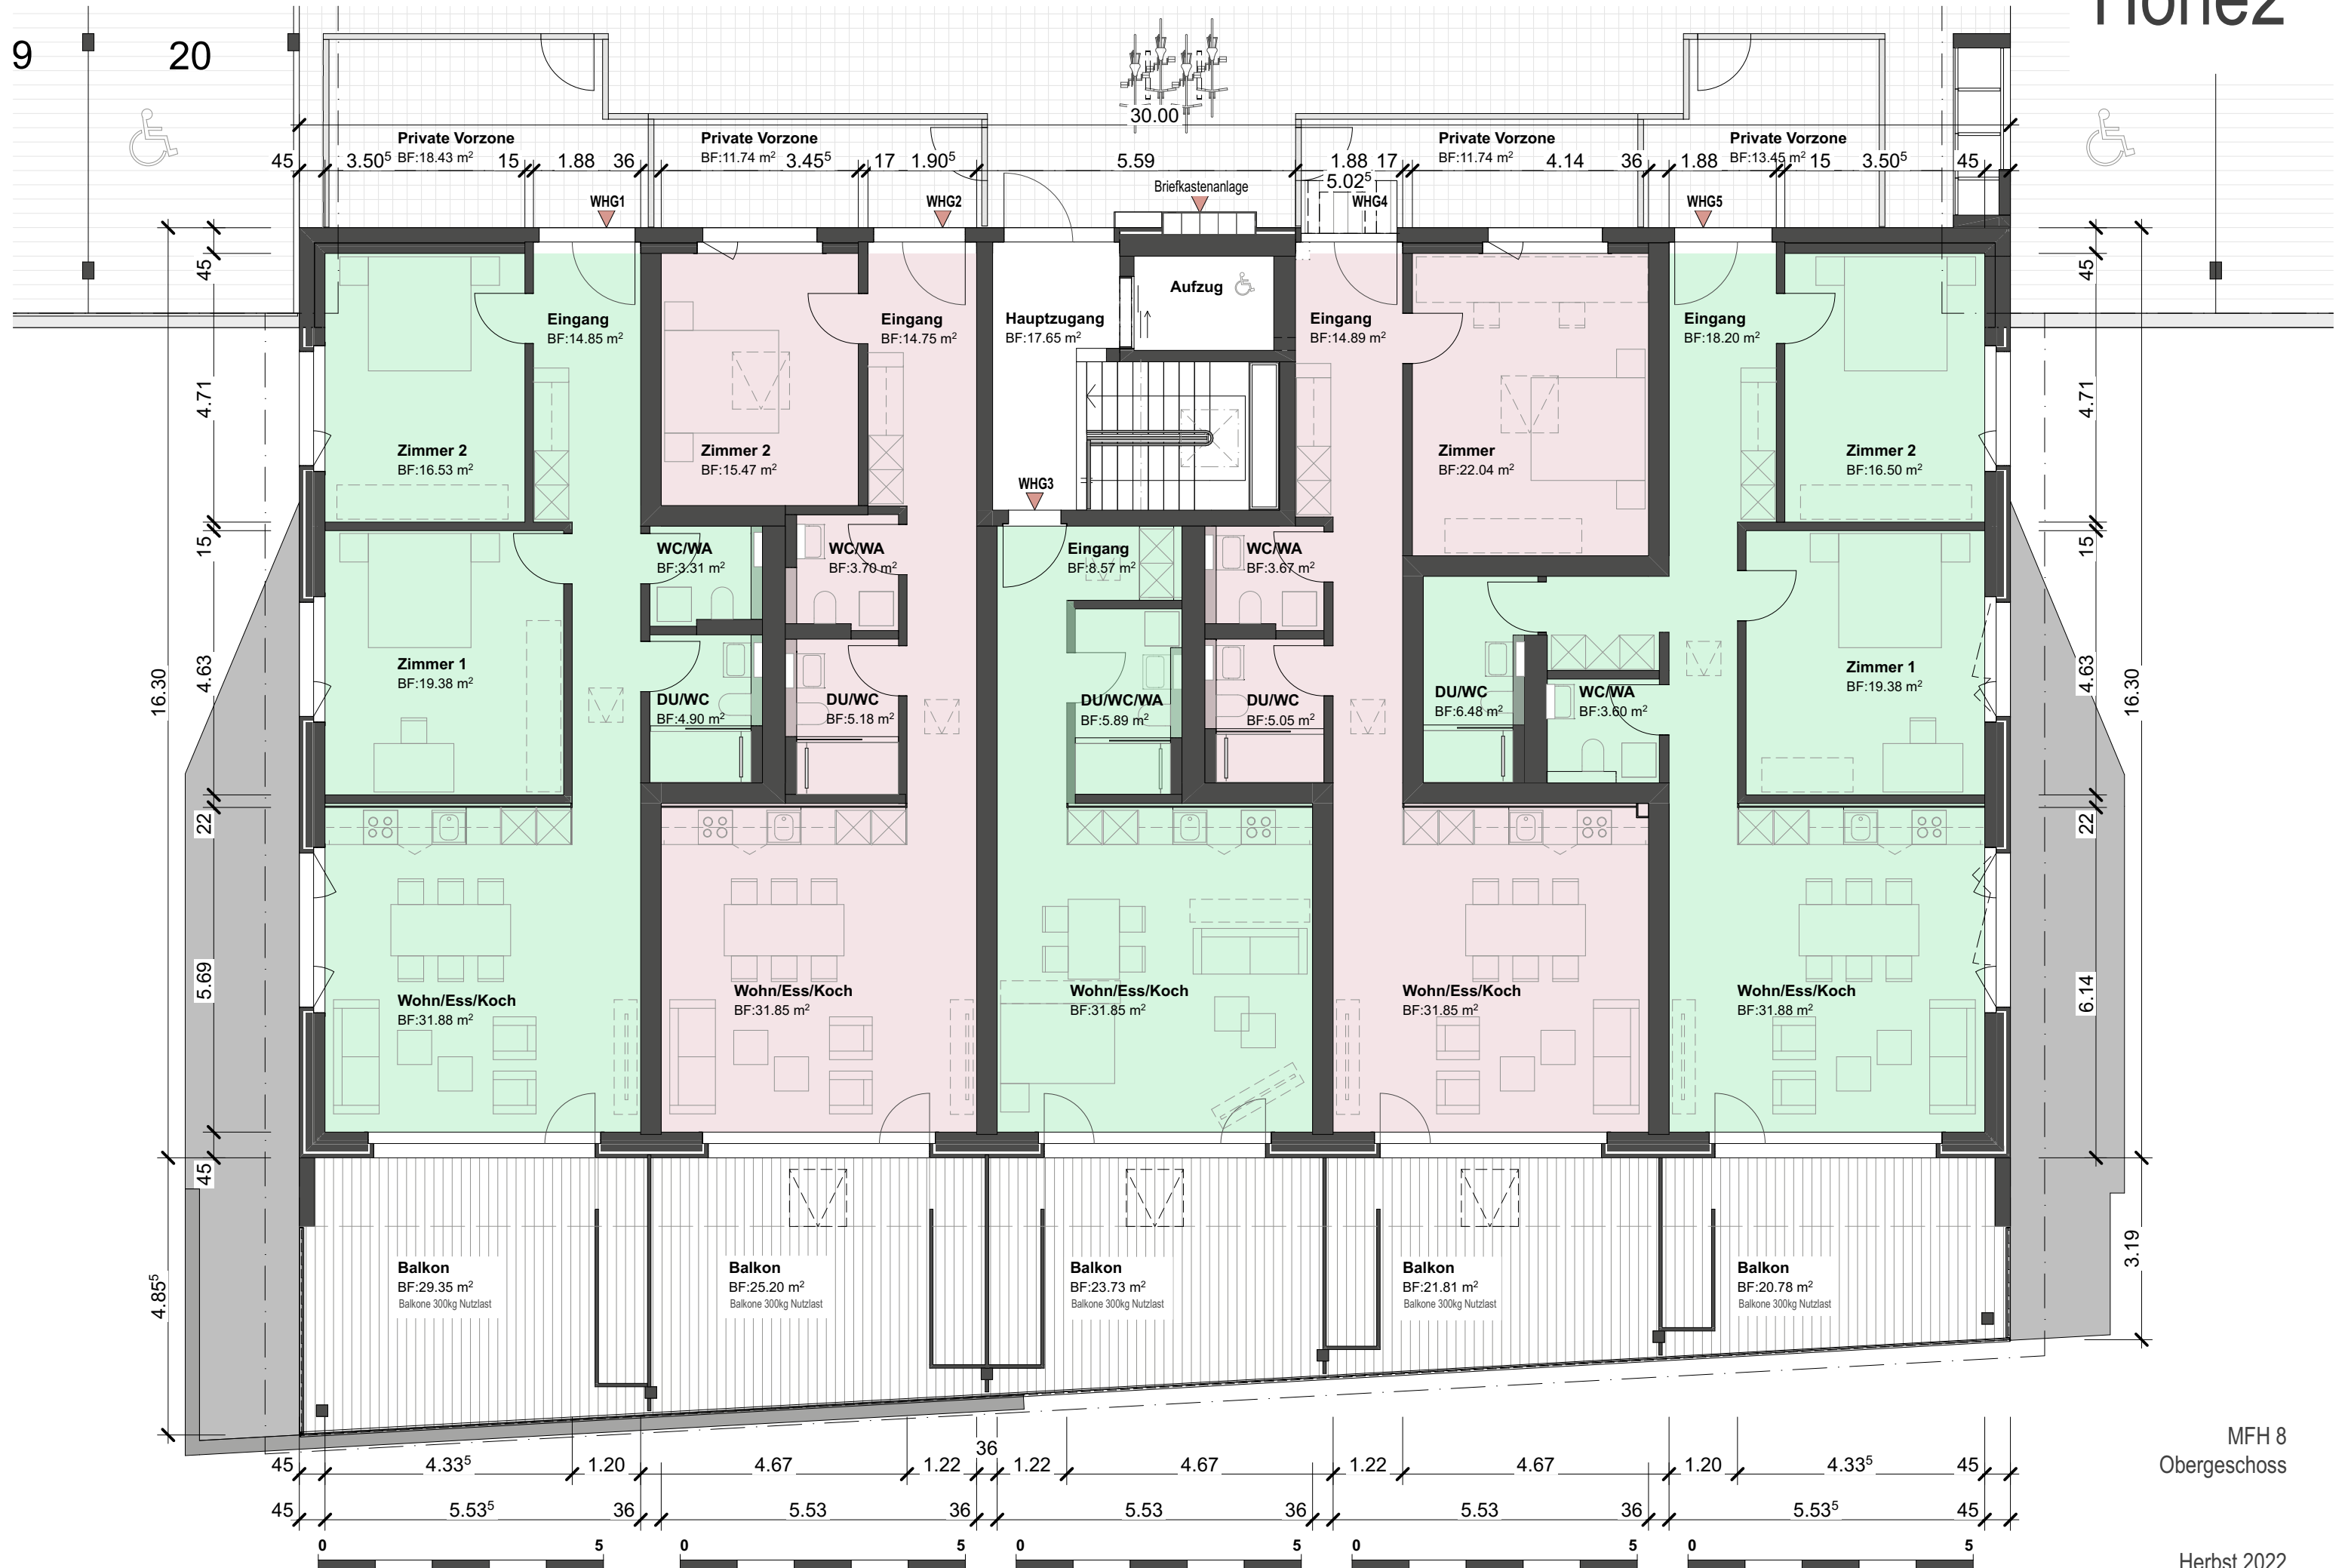 9
20
30.00
Private Vorzone
BF:18.43 m²
Private Vorzone
BF:11.74 m²
Private Vorzone
BF:11.74 m²
Private Vorzone
BF:13.45 m²
45
3.50⁵
15
1.88
36
3.45⁵
17
1.90⁵
5.59
1.88
17
4.14
36
1.88
15
3.50⁵
45
5.02⁵
Briefkastenanlage
WHG1
WHG2
WHG4
WHG5
45
45
Aufzug
Eingang
BF:14.85 m²
Eingang
BF:14.75 m²
Hauptzugang
BF:17.65 m²
Eingang
BF:14.89 m²
Eingang
BF:18.20 m²
4.71
4.71
Zimmer 2
BF:16.53 m²
Zimmer 2
BF:15.47 m²
Zimmer
BF:22.04 m²
Zimmer 2
BF:16.50 m²
WHG3
15
15
WC/WA
BF:3.31 m²
WC/WA
BF:3.70 m²
Eingang
BF:8.57 m²
WC/WA
BF:3.67 m²
16.30
4.63
4.63
16.30
Zimmer 1
BF:19.38 m²
Zimmer 1
BF:19.38 m²
DU/WC
BF:4.90 m²
DU/WC
BF:5.18 m²
DU/WC/WA
BF:5.89 m²
DU/WC
BF:5.05 m²
DU/WC
BF:6.48 m²
WC/WA
BF:3.60 m²
22
22
5.69
6.14
Wohn/Ess/Koch
BF:31.88 m²
Wohn/Ess/Koch
BF:31.85 m²
Wohn/Ess/Koch
BF:31.85 m²
Wohn/Ess/Koch
BF:31.85 m²
Wohn/Ess/Koch
BF:31.88 m²
45
4.85⁵
3.19
Balkon
BF:29.35 m²
Balkone 300kg Nutzlast
Balkon
BF:25.20 m²
Balkone 300kg Nutzlast
Balkon
BF:23.73 m²
Balkone 300kg Nutzlast
Balkon
BF:21.81 m²
Balkone 300kg Nutzlast
Balkon
BF:20.78 m²
Balkone 300kg Nutzlast
MFH 8
Obergeschoss
36
45
4.33⁵
1.20
4.67
1.22
1.22
4.67
1.22
4.67
1.20
4.33⁵
45
45
5.53⁵
36
5.53
36
5.53
36
5.53
36
5.53⁵
45
0
5
0
5
0
5
0
5
0
5
Herbst 2022